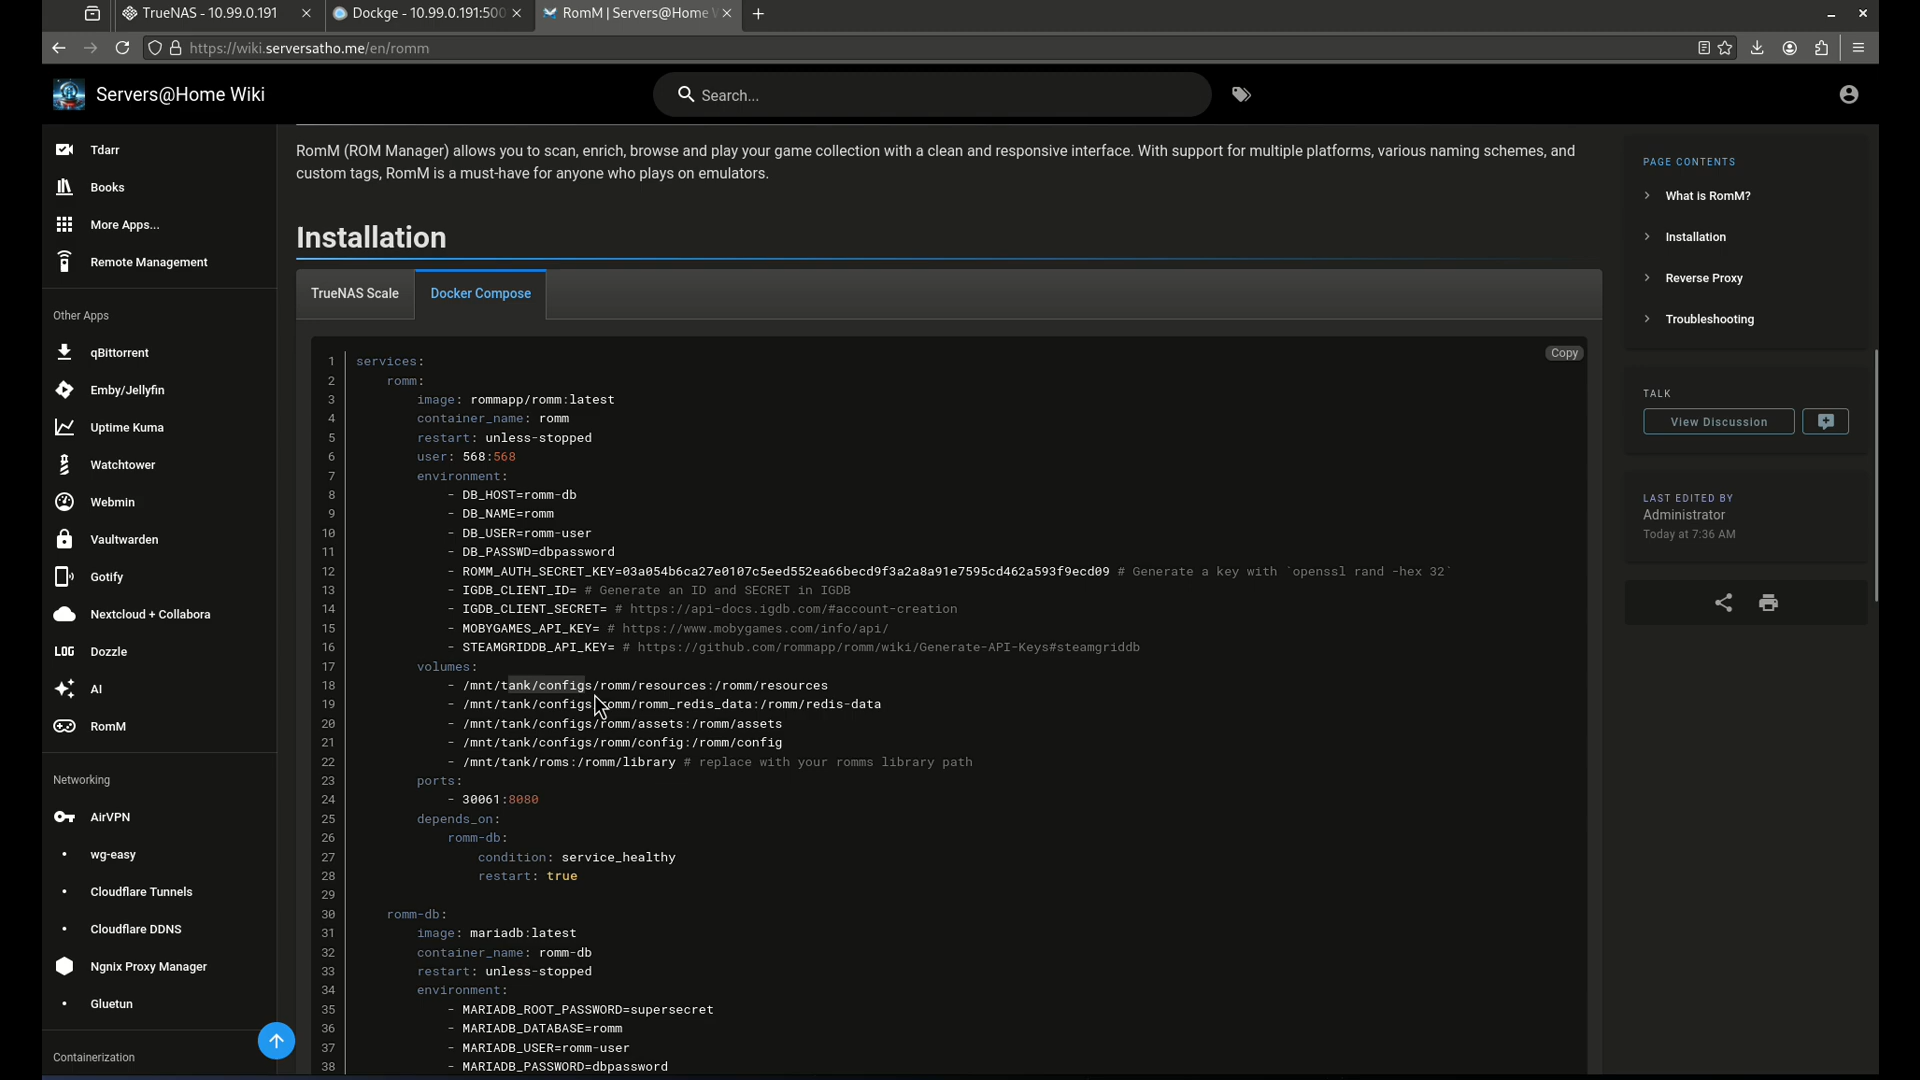 TrueNAS - 10.99.0.191
Dockge - 10.99.0.191:500
RomM | Servers@Home
https://wiki.serversatho.me/en/romm
Servers@Home Wiki
Search...
Tdarr
Books
More Apps...
Remote Management
Other Apps
qBittorrent
Emby/Jellyfin
Uptime Kuma
Watchtower
Webmin
Vaultwarden
Gotify
Nextcloud + Collabora
LOG Dozzle
AI
RomM
Networking
AirVPN
• wg-easy
• Cloudflare Tunnels
• Cloudflare DDNS
Ngnix Proxy Manager
• Gluetun
Containerization
RomM (ROM Manager) allows you to scan, enrich, browse and play your game collection with a clean and responsive interface. With support for multiple platforms, various naming schemes, and
custom tags, RomM is a must-have for anyone who plays on emulators.
Installation
TrueNAS Scale
Docker Compose
Copy
1 services:
2 romm:
3 image: rommapp/romm:latest
4 container_name: romm
5 restart: unless-stopped
6 user: 568:568
7 environment:
8 - DB_HOST=romm-db
9 - DB_NAME=romm
10 - DB_USER=romm-user
11 - DB_PASSWD=dbpassword
12 - ROMM_AUTH_SECRET_KEY=03a054b6ca27e0107c5eed552ea66becd9f3a2a8a91e7595cd462a593f9ecd09 # Generate a key with `openssl rand -hex 32`
13 - IGDB_CLIENT_ID= # Generate an ID and SECRET in IGDB
14 - IGDB_CLIENT_SECRET= # https://api-docs.igdb.com/#account-creation
15 - MOBYGAMES_API_KEY= # https://www.mobygames.com/info/api/
16 - STEAMGRIDDB_API_KEY= # https://github.com/rommapp/romm/wiki/Generate-API-Keys#steamgriddb
17 volumes:
18 - /mnt/tank/configs/romm/resources:/romm/resources
19 - /mnt/tank/configs/romm/romm_redis_data:/romm/redis-data
20 - /mnt/tank/configs/romm/assets:/romm/assets
21 - /mnt/tank/configs/romm/config:/romm/config
22 - /mnt/tank/roms:/romm/library # replace with your romms library path
23 ports:
24 - 30061:8080
25 depends_on:
26 romm-db:
27 condition: service_healthy
28 restart: true
29
30 romm-db:
31 image: mariadb:latest
32 container_name: romm-db
33 restart: unless-stopped
34 environment:
35 - MARIADB_ROOT_PASSWORD=supersecret
36 - MARIADB_DATABASE=romm
37 - MARIADB_USER=romm-user
38 - MARIADB_PASSWORD=dbpassword
PAGE CONTENTS
What is RomM?
Installation
Reverse Proxy
Troubleshooting
TALK
View Discussion
LAST EDITED BY
Administrator
Today at 7:36 AM